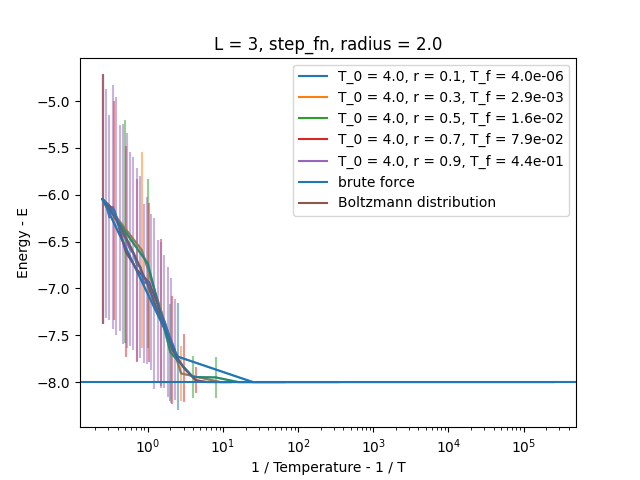 L = 3, step_fn, radius = 2.0
T_0 = 4.0, r = 0.1, T_f = 4.0e-06
T_0 = 4.0, r = 0.3, T_f = 2.9e-03
T_0 = 4.0, r = 0.5, T_f = 1.6e-02
T_0 = 4.0, r = 0.7, T_f = 7.9e-02
T_0 = 4.0, r = 0.9, T_f = 4.4e-01
brute force
Boltzmann distribution
Energy - E
−5.0
−5.5
−6.0
−6.5
−7.0
−7.5
−8.0
10⁰ 10¹ 10² 10³ 10⁴ 10⁵
1 / Temperature - 1 / T